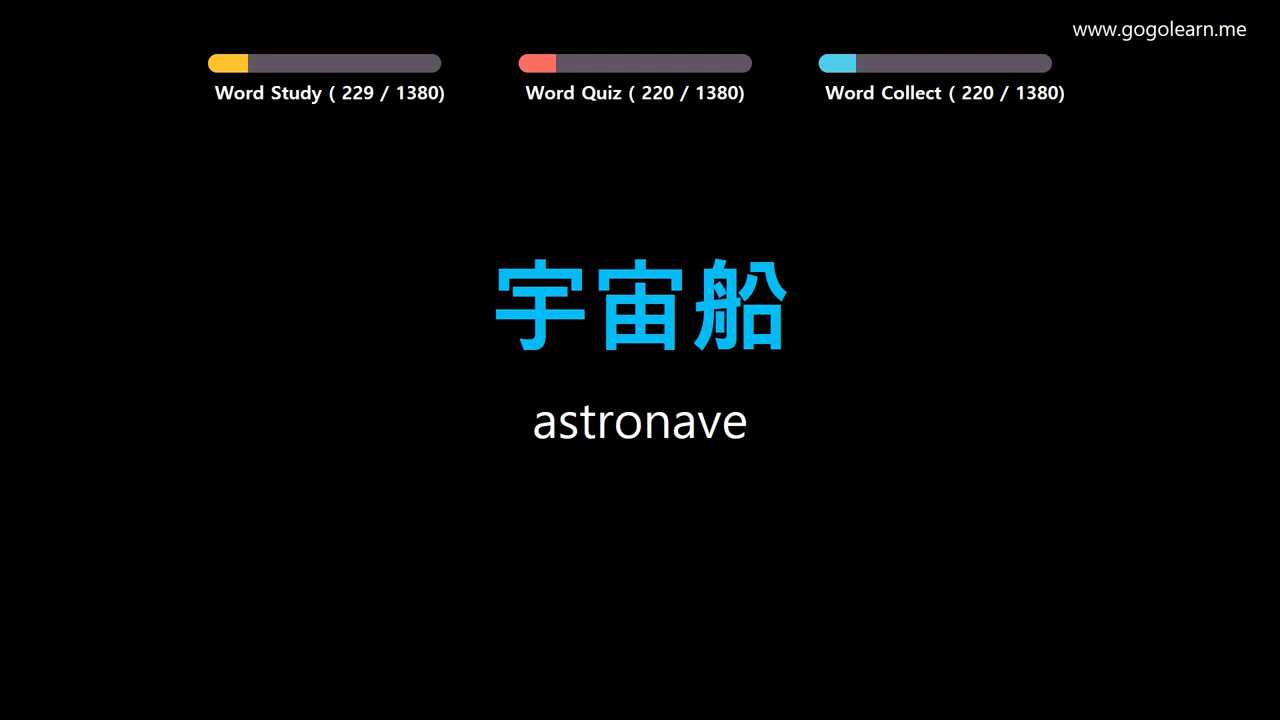 www.gogolearn.me
Word Study ( 229 / 1380)
Word Quiz ( 220 / 1380)
Word Collect ( 220 / 1380)
宇宙船
astronave